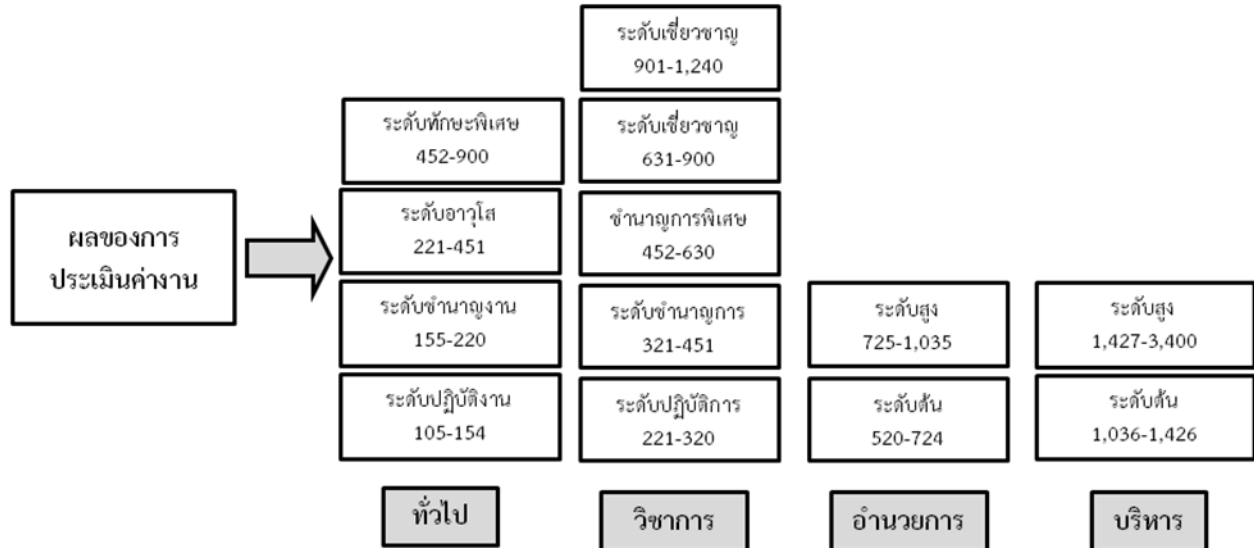 ผลของการ
ประเมินค่างาน
ระดับทักษะพิเศษ
452-900
ระดับอาวุโส
221-451
ระดับชำนาญงาน
155-220
ระดับปฏิบัติงาน
105-154
ทั่วไป
ระดับเชี่ยวชาญ
901-1,240
ระดับเชี่ยวชาญ
631-900
ชำนาญการพิเศษ
452-630
ระดับชำนาญการ
321-451
ระดับปฏิบัติการ
221-320
วิชาการ
ระดับสูง
725-1,035
ระดับต้น
520-724
อำนวยการ
ระดับสูง
1,427-3,400
ระดับต้น
1,036-1,426
บริหาร